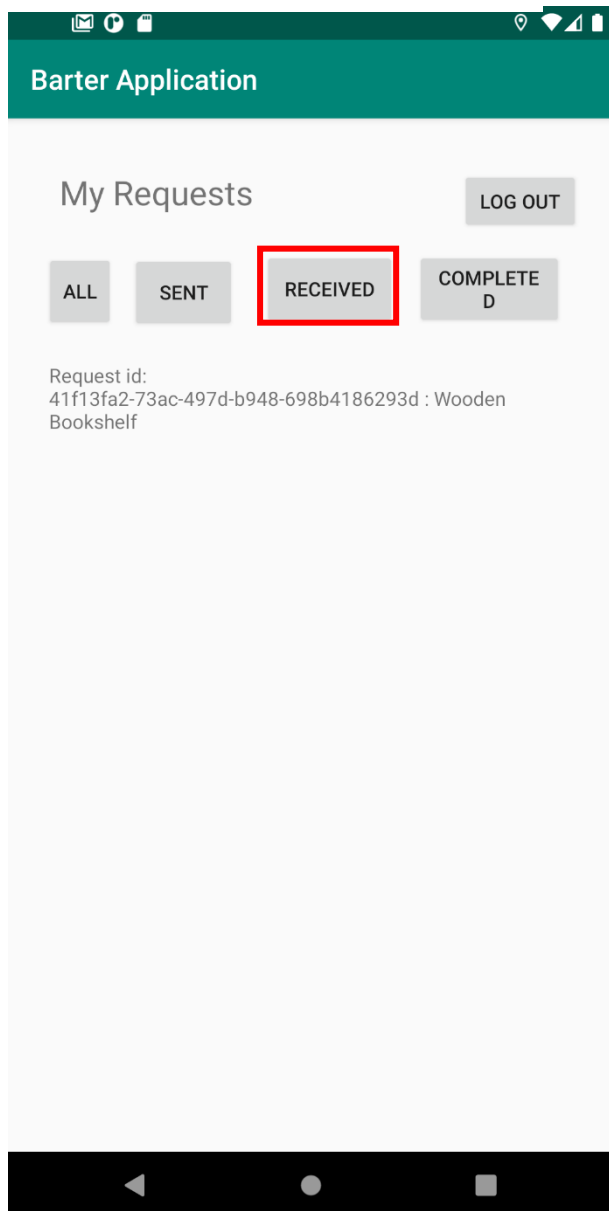 Barter Application
My Requests
LOG OUT
ALL
SENT
RECEIVED
COMPLETE
D
Request id:
41f13fa2-73ac-497d-b948-698b4186293d : Wooden
Bookshelf